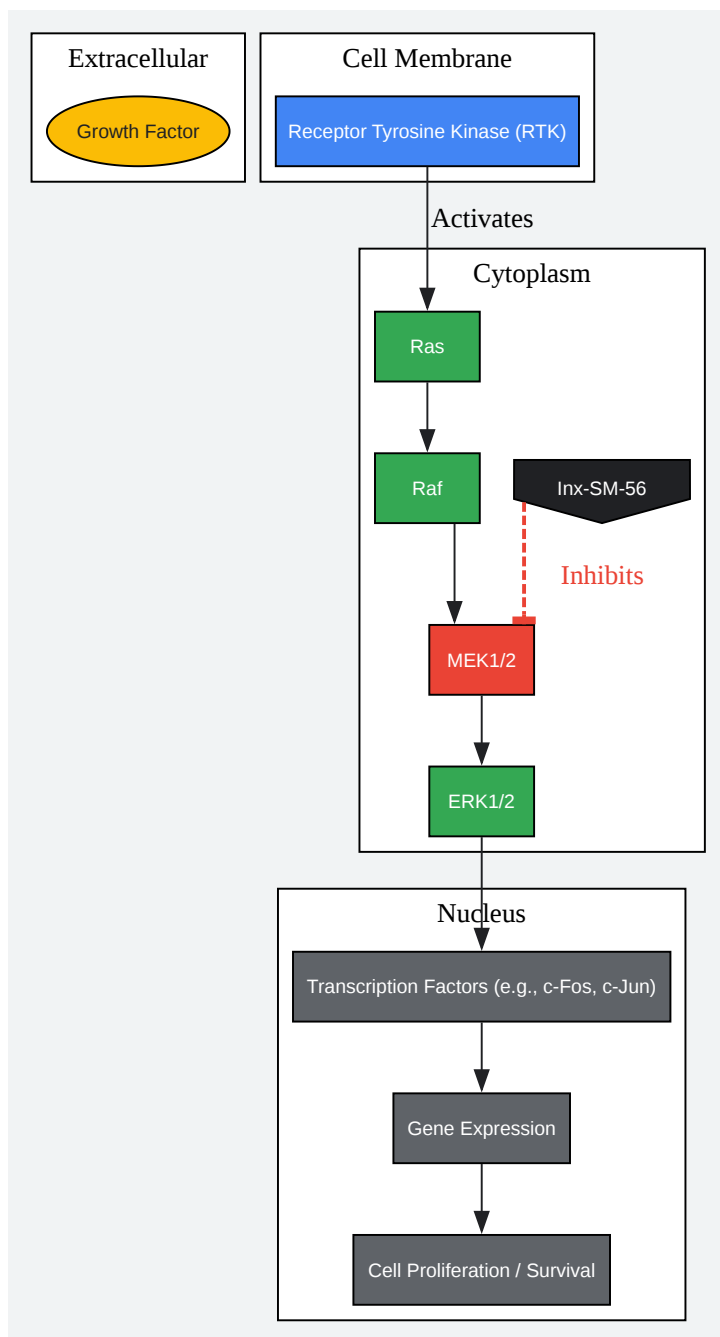 Extracellular
Growth Factor
Cell Membrane
Receptor Tyrosine Kinase (RTK)
Activates
Cytoplasm
Ras
Raf
Inx-SM-56
Inhibits
MEK1/2
ERK1/2
Nucleus
Transcription Factors (e.g., c-Fos, c-Jun)
Gene Expression
Cell Proliferation / Survival